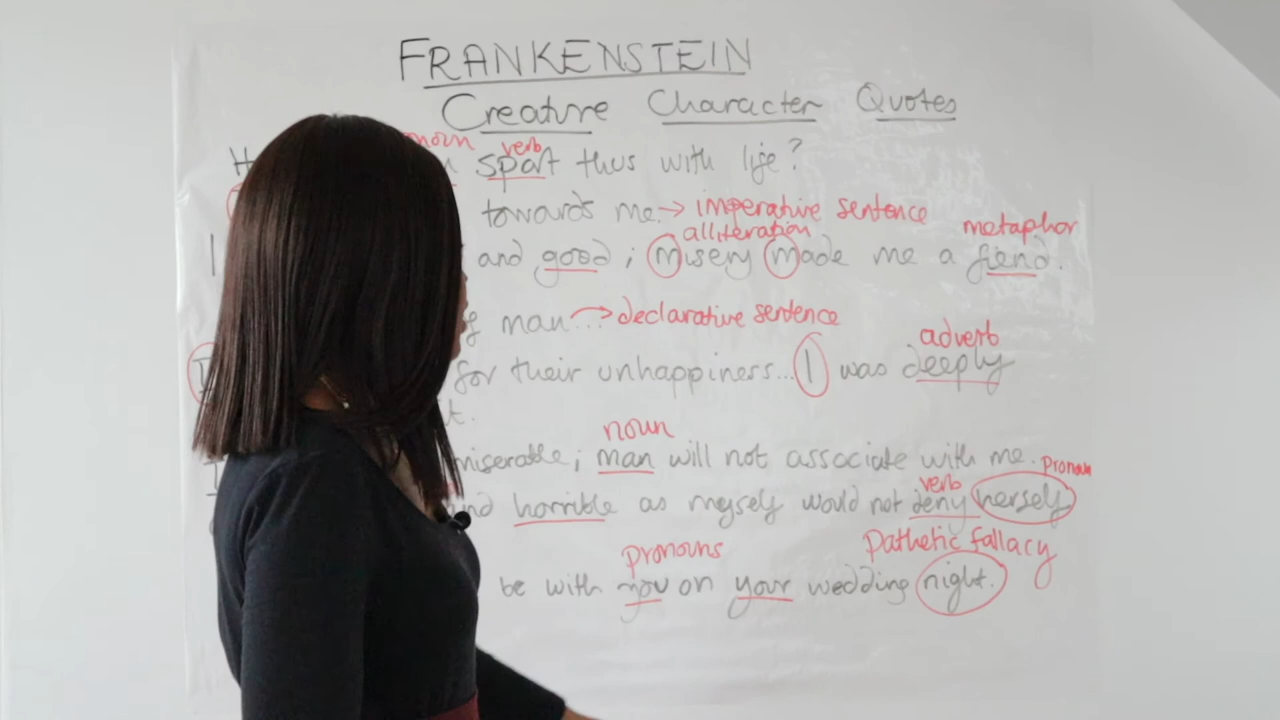 FRANKENSTEIN
Creature Character Quotes
noun verb
H sport thus with life?
towards me. → imperative sentence
alliteration metaphor
I and good; misery made me a fiend.
man... → declarative sentence
adverb
I for their unhappiness... I was deeply
t.
noun
I miserable; man will not associate with me. pronoun
verb
and horrible as myself would not deny herself
pronouns pathetic fallacy
be with you on your wedding night.